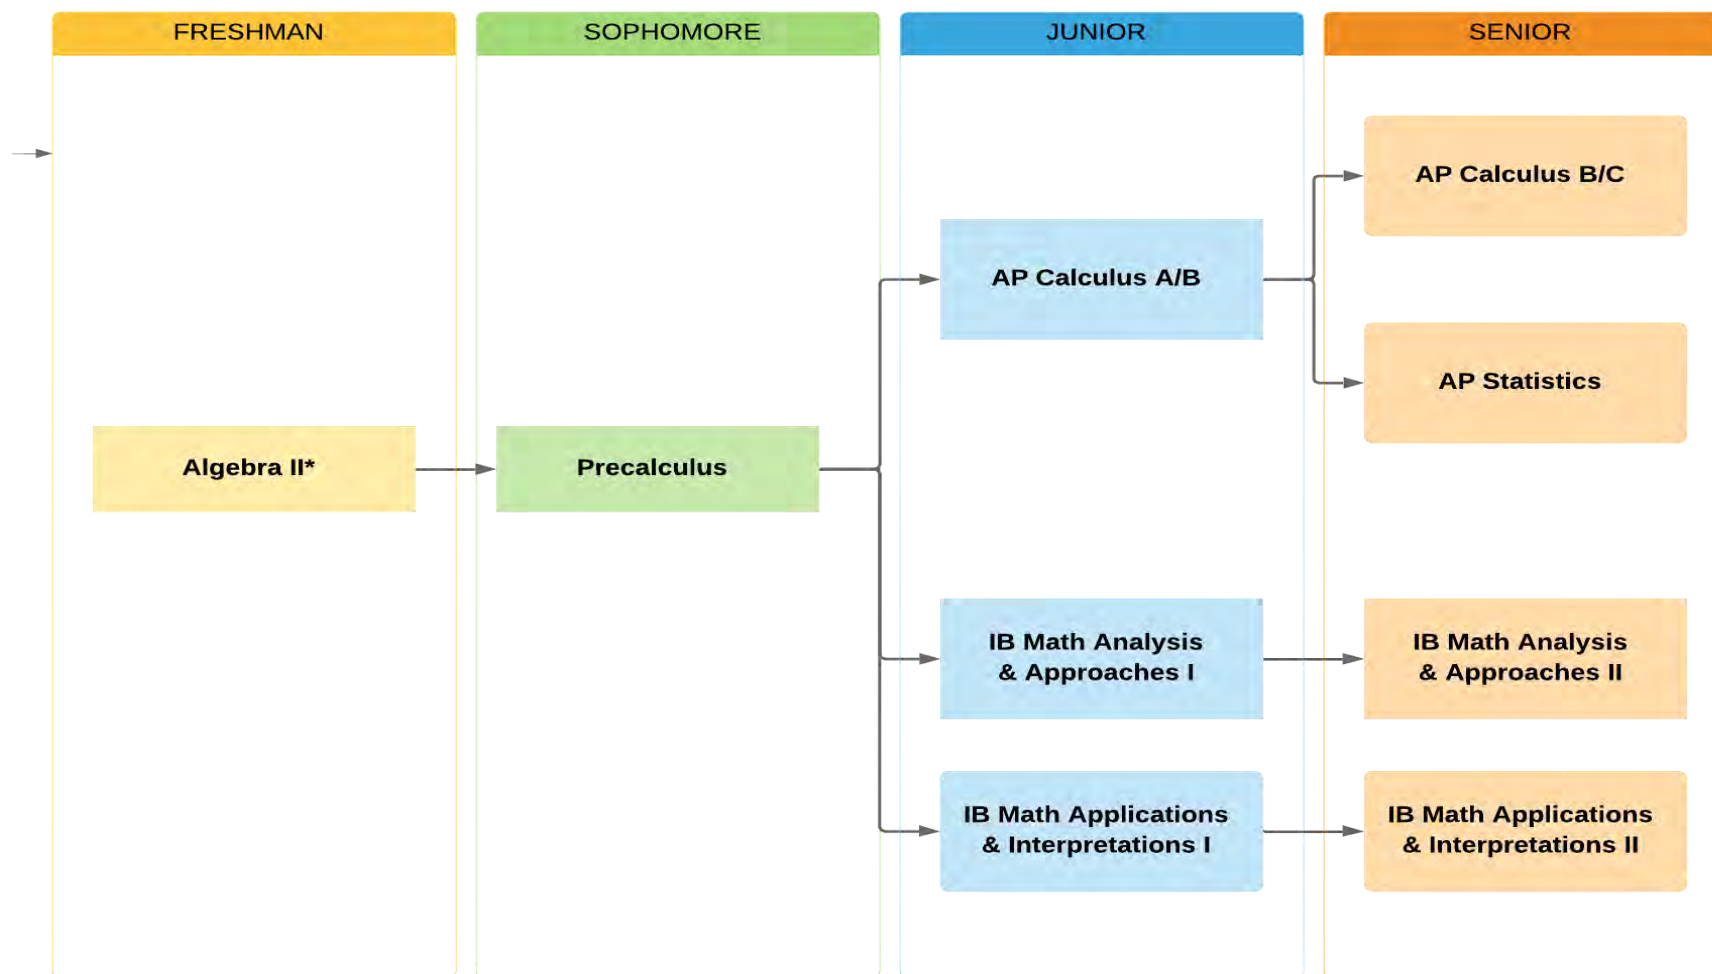 FRESHMAN
SOPHOMORE
JUNIOR
SENIOR
AP Calculus B/C
AP Calculus A/B
AP Statistics
Algebra II*
Precalculus
IB Math Analysis
& Approaches I
IB Math Analysis
& Approaches II
IB Math Applications
& Interpretations I
IB Math Applications
& Interpretations II